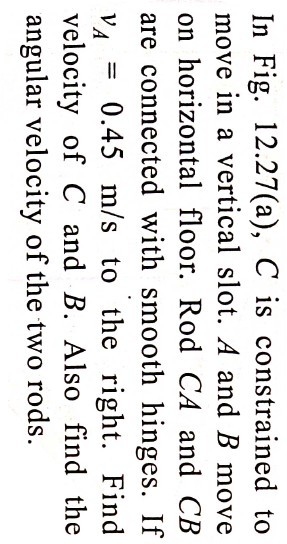 In Fig. 12.27(a), C is constrained to
move in a vertical slot. A and B move
on horizontal floor. Rod CA and CB
are connected with smooth hinges. If
vA = 0.45 m/s to the right. Find
velocity of C and B. Also find the
angular velocity of the two rods.